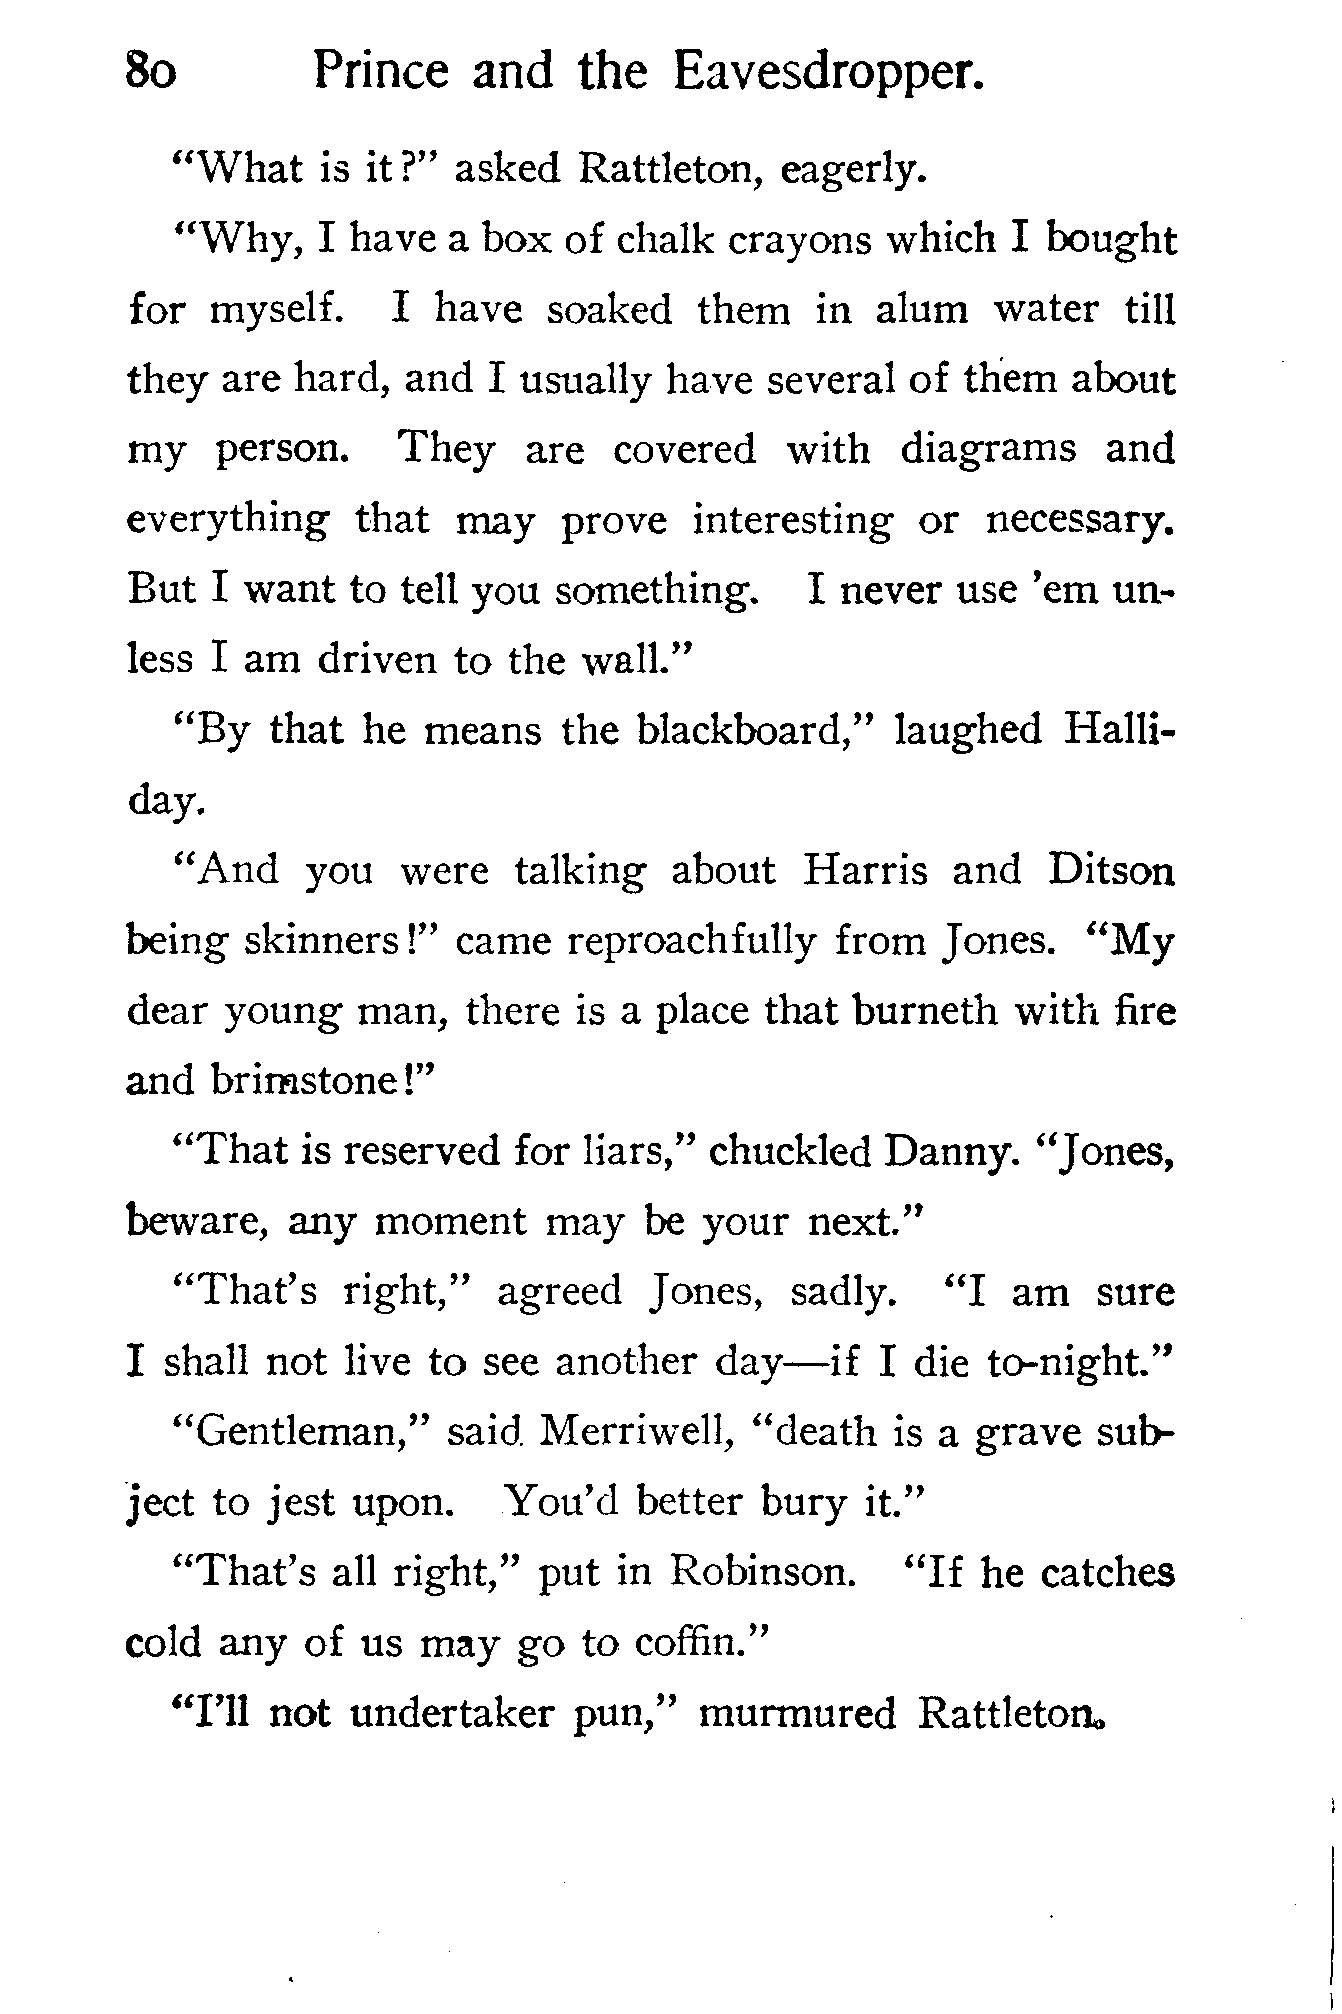 80 Prince and the Eavesdropper.
“What is it?” asked Rattleton, eagerly.
“Why, I have a box of chalk crayons which I bought
for myself. I have soaked them in alum water till
they are hard, and I usually have several of them about
my person. They are covered with diagrams and
everything that may prove interesting or necessary.
But I want to tell you something. I never use ’em un-
less I am driven to the wall.”
“By that he means the blackboard,” laughed Halli-
day.
“And you were talking about Harris and Ditson
being skinners!” came reproachfully from Jones. “My
dear young man, there is a place that burneth with fire
and brimstone!”
“That is reserved for liars,” chuckled Danny. “Jones,
beware, any moment may be your next.”
“That’s right,” agreed Jones, sadly. “I am sure
I shall not live to see another day—if I die to-night.”
“Gentleman,” said Merriwell, “death is a grave sub-
ject to jest upon. You’d better bury it.”
“That’s all right,” put in Robinson. “If he catches
cold any of us may go to coffin.”
“I’ll not undertaker pun,” murmured Rattleton.